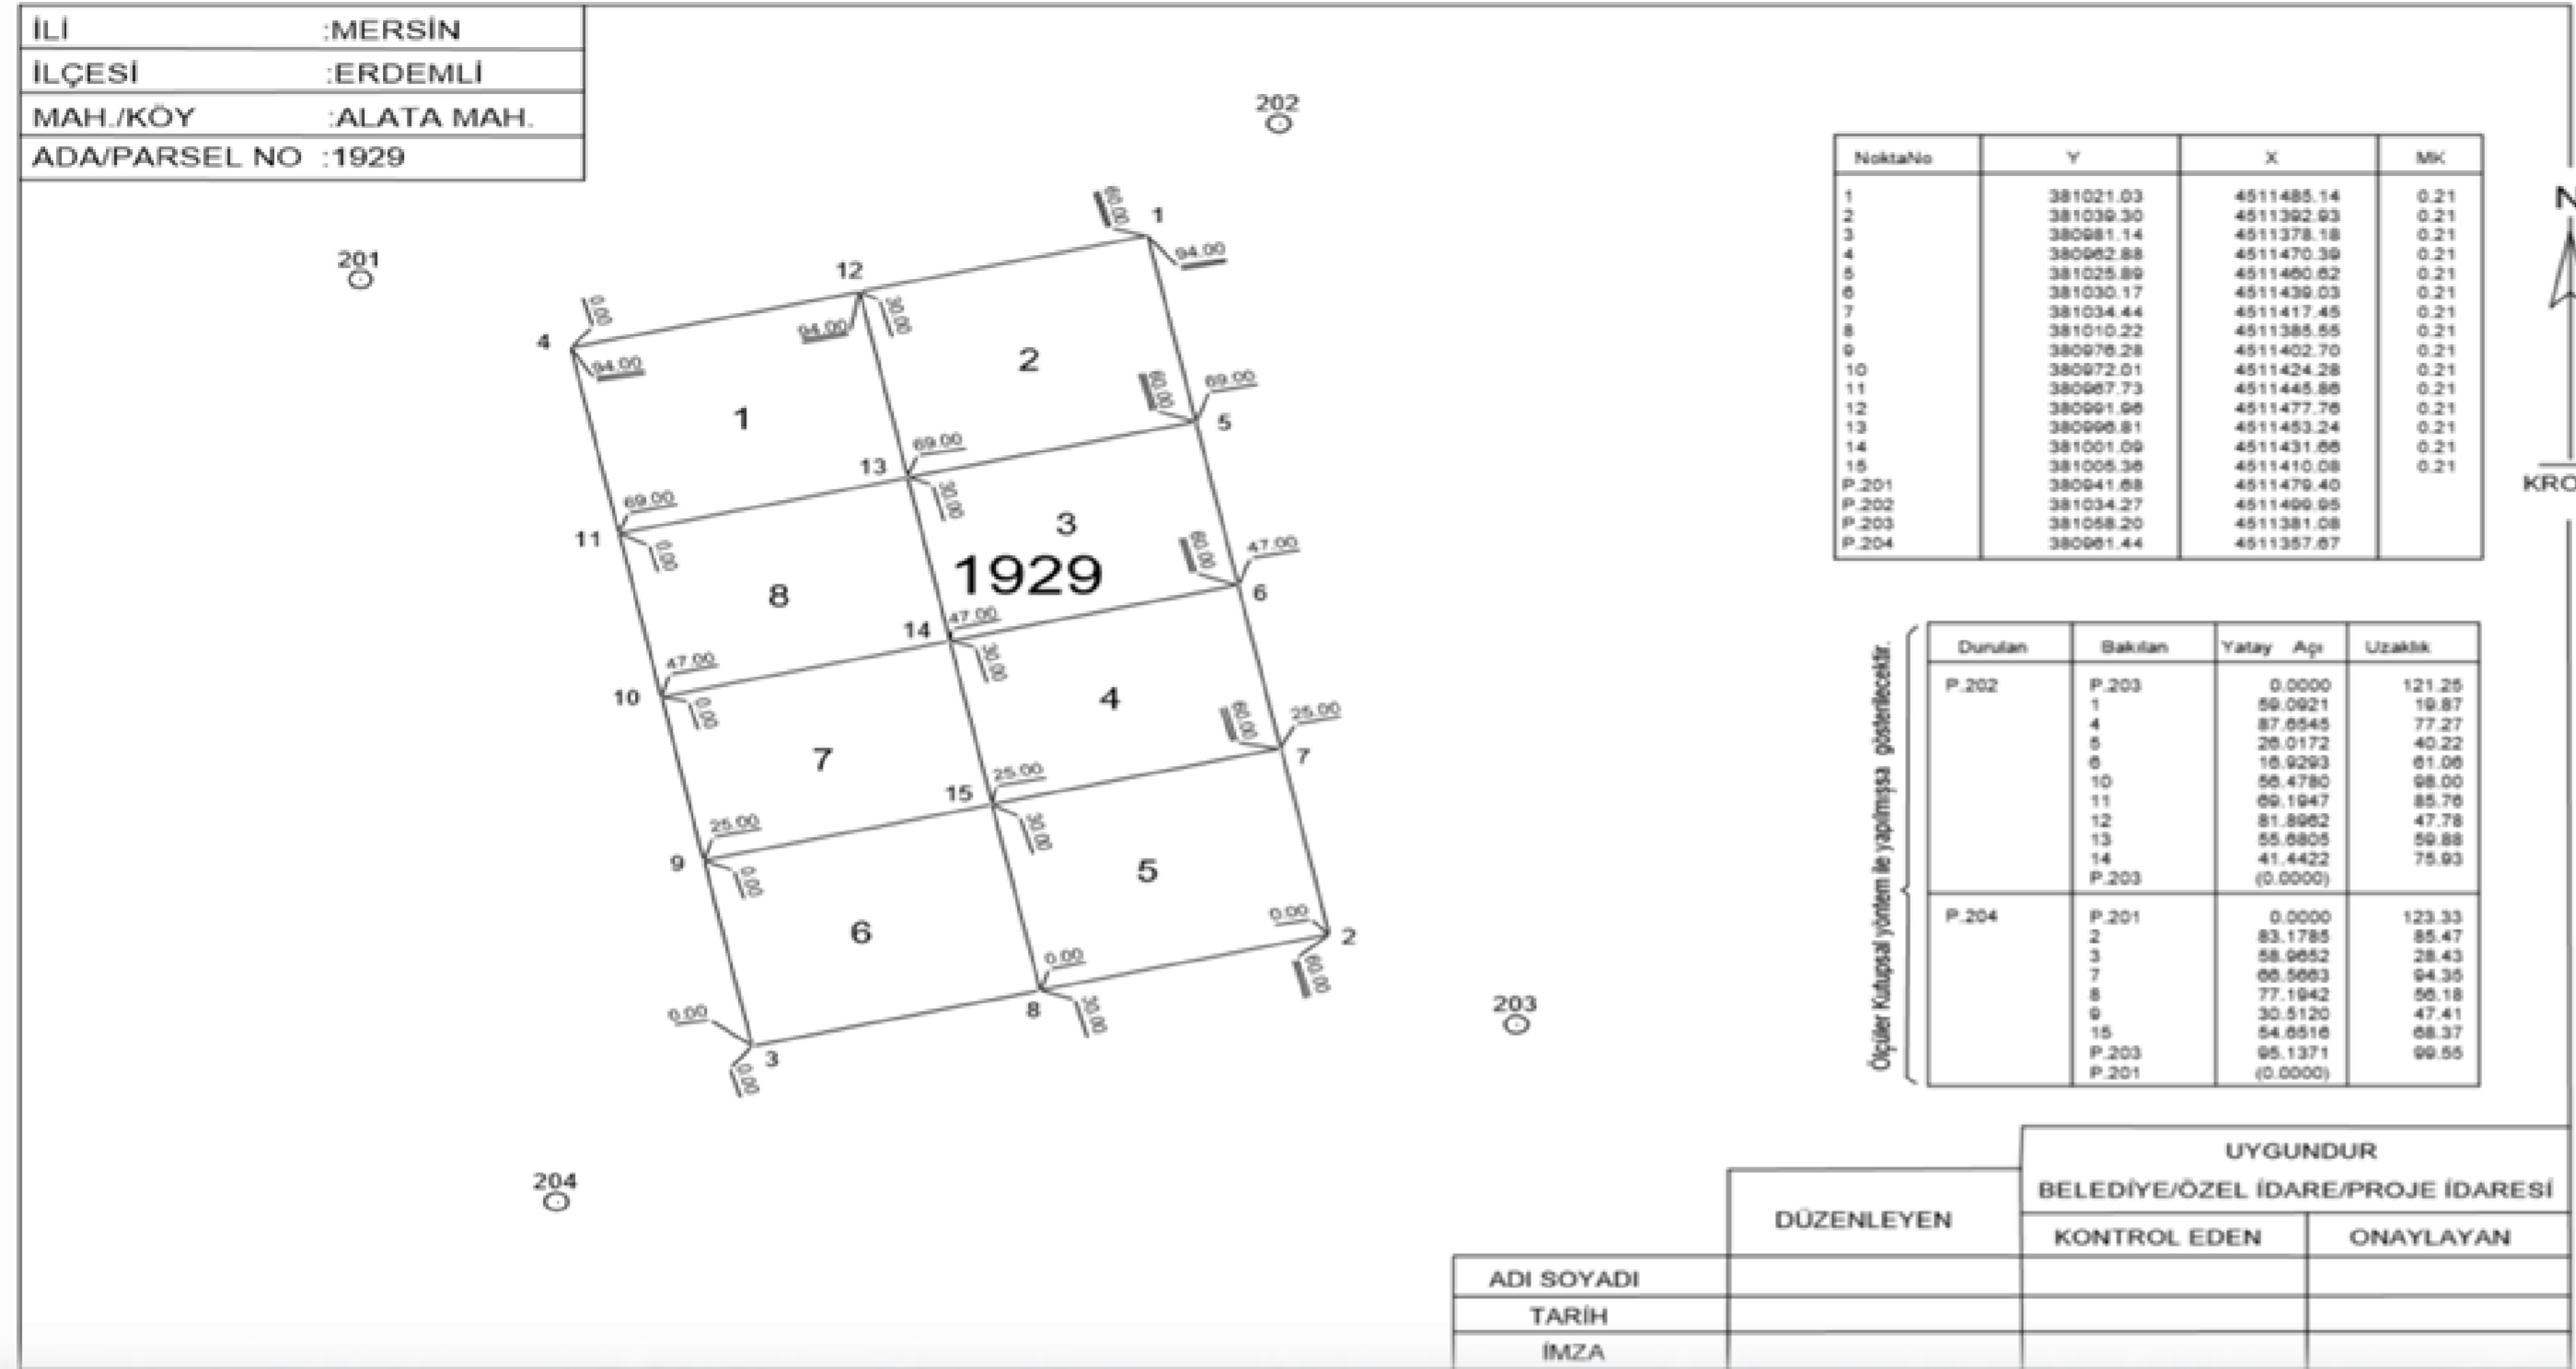 İLİ :MERSİN
İLÇESİ :ERDEMLİ
MAH./KÖY :ALATA MAH.
ADA/PARSEL NO :1929
202
201
60.00
1
94.00
12
0.00
30.00
94.00
4
94.00
2
60.00
69.00
1
5
69.00
13
30.00
69.00
3
60.00
47.00
11
0.00
1929
8
6
47.00
14
30.00
47.00
10
0.00
4
60.00
25.00
7
7
25.00
15
30.00
25.00
9
0.00
5
6
0.00
2
60.00
0.00
8
30.00
0.00
3
0.00
203
204
NoktaNo Y X MK
1 381021.03 4511485.14 0.21
2 381039.30 4511392.93 0.21
3 380981.14 4511378.18 0.21
4 380962.88 4511470.39 0.21
5 381025.89 4511460.62 0.21
6 381030.17 4511439.03 0.21
7 381034.44 4511417.45 0.21
8 381010.22 4511385.55 0.21
9 380976.28 4511402.70 0.21
10 380972.01 4511424.28 0.21
11 380967.73 4511445.86 0.21
12 380991.96 4511477.76 0.21
13 380996.81 4511453.24 0.21
14 381001.09 4511431.66 0.21
15 381005.36 4511410.08 0.21
P.201 380941.68 4511479.40
P.202 381034.27 4511499.95
P.203 381058.20 4511381.08
P.204 380961.44 4511357.67
N
KRO
Ölçüler Kutupsal yöntem ile yapılmışsa gösterilecektir.
Durulan Bakılan Yatay Açı Uzaklık
P.202 P.203 0.0000 121.25
1 59.0921 19.87
4 87.6545 77.27
5 26.0172 40.22
6 16.9293 61.06
10 56.4780 98.00
11 69.1947 85.76
12 81.8962 47.78
13 55.6805 59.88
14 41.4422 75.93
P.203 (0.0000)
P.204 P.201 0.0000 123.33
2 83.1785 85.47
3 58.9652 28.43
7 66.5663 94.35
8 77.1942 56.18
9 30.5120 47.41
15 54.6516 68.37
P.203 95.1371 99.55
P.201 (0.0000)
UYGUNDUR
BELEDİYE/ÖZEL İDARE/PROJE İDARESİ
DÜZENLEYEN
KONTROL EDEN ONAYLAYAN
ADI SOYADI
TARİH
İMZA